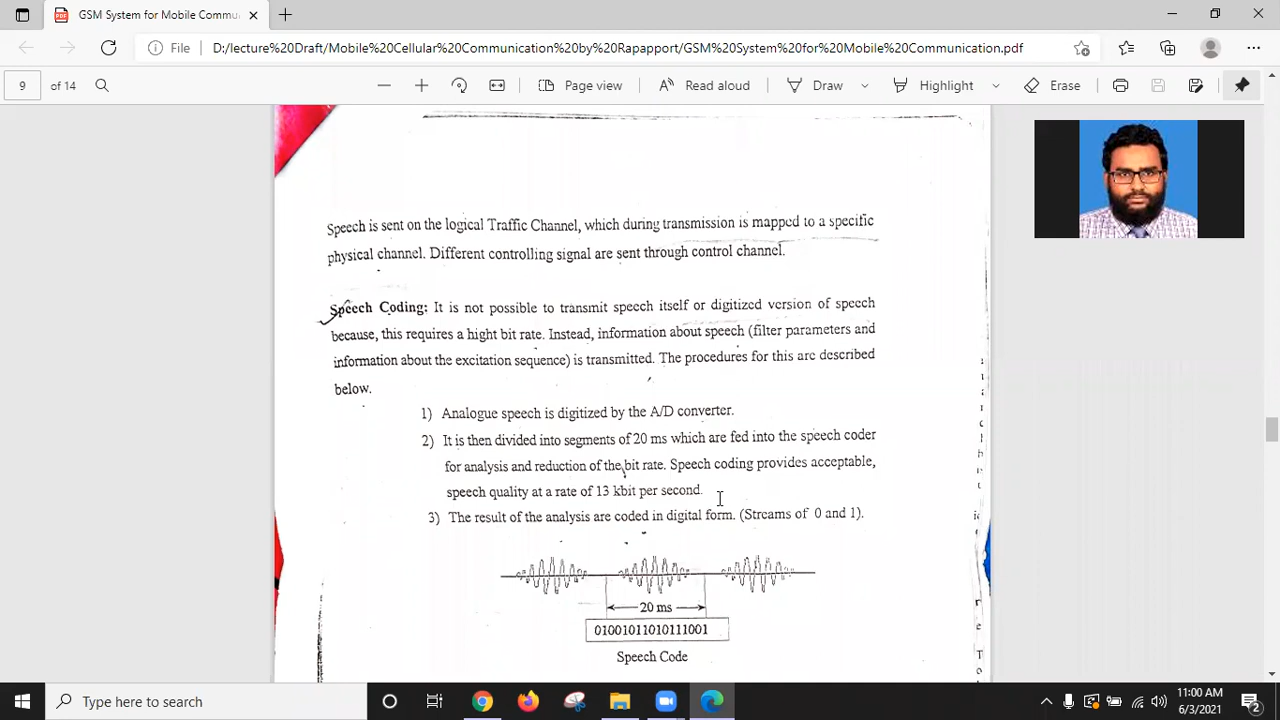 GSM System for Mobile Commu
File
D:/lecture%20Draft/Mobile%20Cellular%20Communication%20by%20Rapaport/GSM%20System%20for%20Mobile%20Communication.pdf
9 of 14
Page view
Read aloud
Draw
Highlight
Erase
Speech is sent on the logical Traffic Channel, which during transmission is mapped to a specific
physical channel. Different controlling signal are sent through control channel.
Speech Coding: It is not possible to transmit speech itself or digitized version of speech
because, this requires a hight bit rate. Instead, information about speech (filter parameters and
information about the excitation sequence) is transmitted. The procedures for this are described
below.
1) Analogue speech is digitized by the A/D converter.
2) It is then divided into segments of 20 ms which are fed into the speech coder
for analysis and reduction of the bit rate. Speech coding provides acceptable,
speech quality at a rate of 13 kbit per second.
3) The result of the analysis are coded in digital form. (Streams of 0 and 1).
20 ms
01001011010111001
Speech Code
Type here to search
11:00 AM
6/3/2021
2